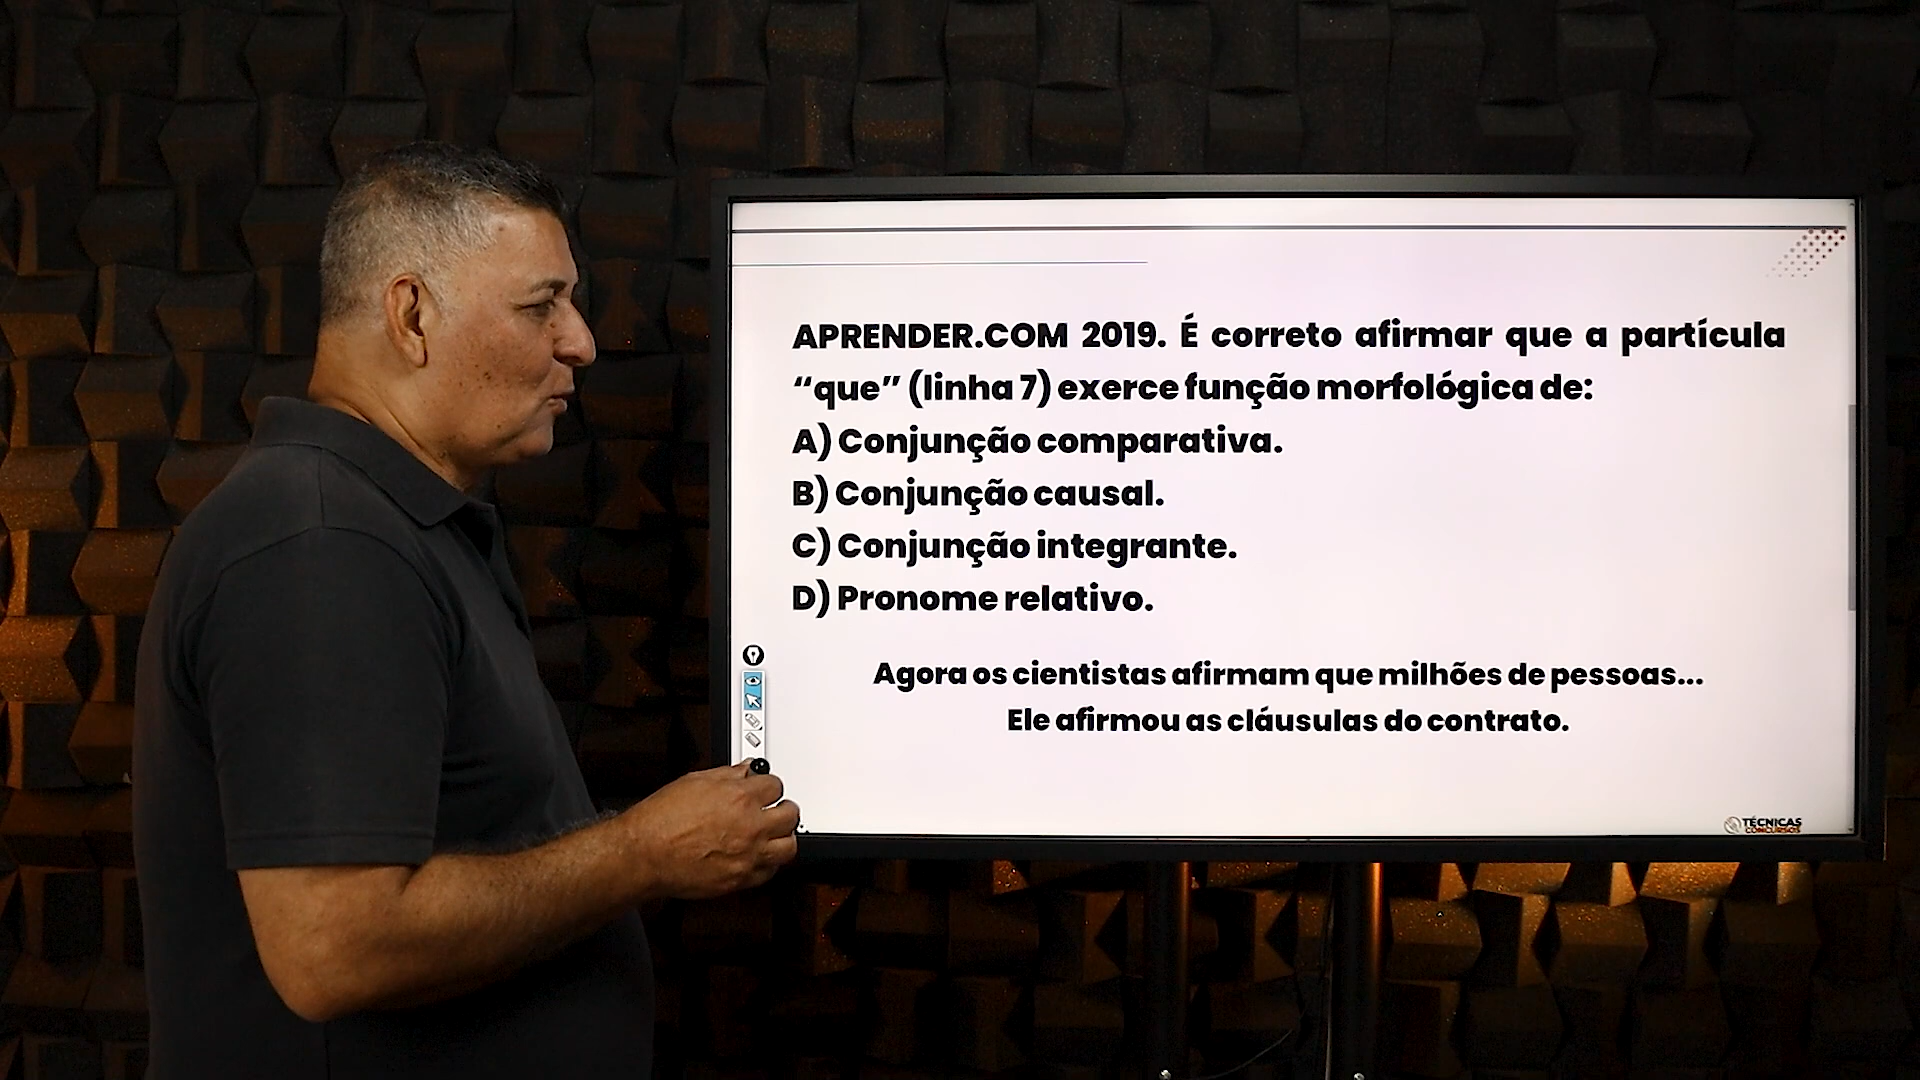 APRENDER.COM 2019. É correto afirmar que a partícula
“que” (linha 7) exerce função morfológica de:
A) Conjunção comparativa.
B) Conjunção causal.
C) Conjunção integrante.
D) Pronome relativo.
Agora os cientistas afirmam que milhões de pessoas...
Ele afirmou as cláusulas do contrato.
TÉCNICAS
CONCURSOS